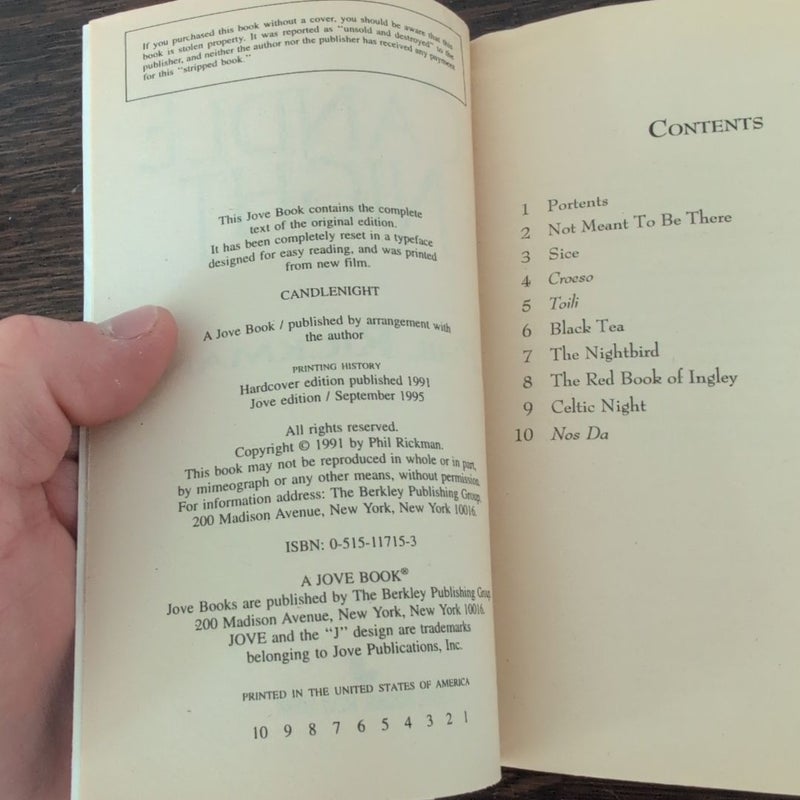 If you purchased this book without a cover, you should be aware that this
book is stolen property. It was reported as "unsold and destroyed" to the
publisher, and neither the author nor the publisher has received any payment
for this "stripped book."
This Jove Book contains the complete
text of the original edition.
It has been completely reset in a typeface
designed for easy reading, and was printed
from new film.
CANDLENIGHT
A Jove Book / published by arrangement with
the author
PRINTING HISTORY
Hardcover edition published 1991
Jove edition / September 1995
All rights reserved.
Copyright © 1991 by Phil Rickman.
This book may not be reproduced in whole or in part,
by mimeograph or any other means, without permission.
For information address: The Berkley Publishing Group,
200 Madison Avenue, New York, New York 10016.
ISBN: 0-515-11715-3
A JOVE BOOK®
Jove Books are published by The Berkley Publishing Group,
200 Madison Avenue, New York, New York 10016.
JOVE and the "J" design are trademarks
belonging to Jove Publications, Inc.
PRINTED IN THE UNITED STATES OF AMERICA
10 9 8 7 6 5 4 3 2 1
CONTENTS
1 Portents
2 Not Meant To Be There
3 Sice
4 Croeso
5 Toili
6 Black Tea
7 The Nightbird
8 The Red Book of Ingley
9 Celtic Night
10 Nos Da